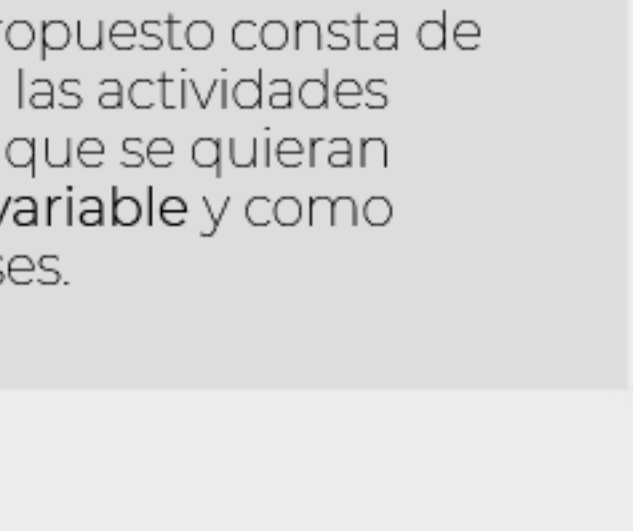 ropuesto consta de
las actividades
que se quieran
variable y como
ses.